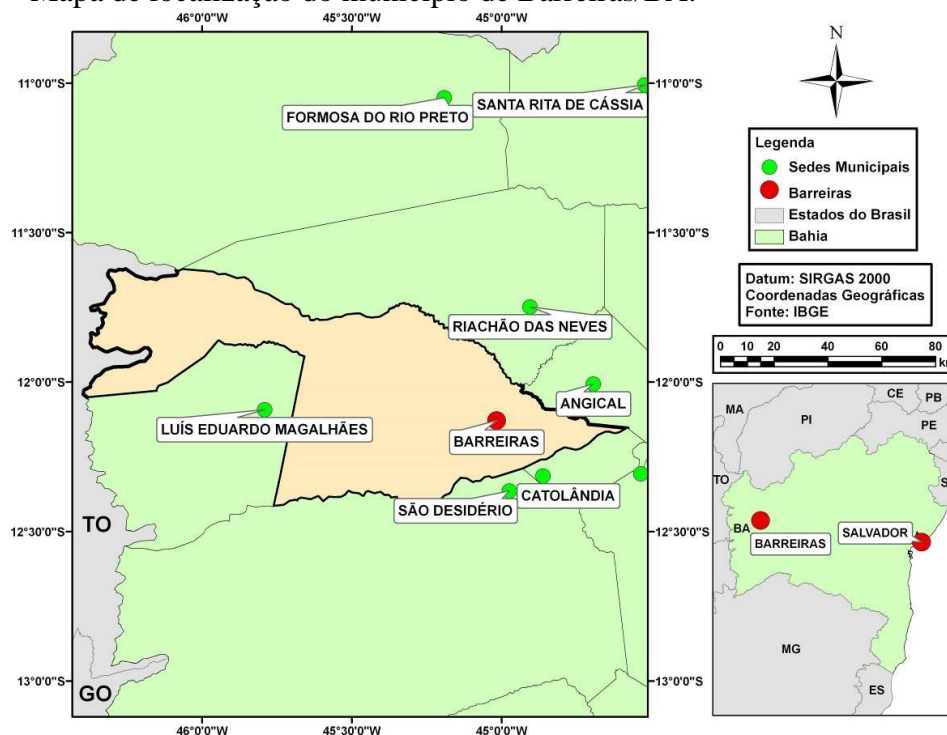 Mapa de localização do município de Barreiras/BA.
46°0'0"W
45°30'0"W
45°0'0"W
N
11°0'0"S
11°0'0"S
SANTA RITA DE CÁSSIA
FORMOSA DO RIO PRETO
Legenda
Sedes Municipais
Barreiras
Estados do Brasil
Bahia
11°30'0"S
11°30'0"S
Datum: SIRGAS 2000
Coordenadas Geográficas
Fonte: IBGE
RIACHÃO DAS NEVES
0 5 10 20 40 60 80
km
12°0'0"S
12°0'0"S
ANGICAL
LUÍS EDUARDO MAGALHÃES
BARREIRAS
CATOLÂNDIA
SÃO DESIDÉRIO
MA
PI
CE
PB
PE
TO
BA
BARREIRAS
SALVADOR
MG
ES
TO
12°30'0"S
12°30'0"S
13°0'0"S
13°0'0"S
GO
46°0'0"W
45°30'0"W
45°0'0"W